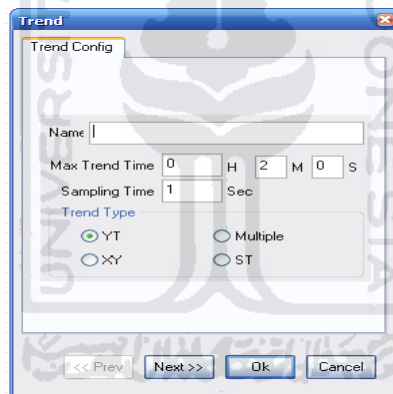 Trend
Trend Config
Name
Max Trend Time 0 H 2 M 0 S
Sampling Time 1 Sec
Trend Type
YT Multiple
XY ST
<< Prev Next >> Ok Cancel